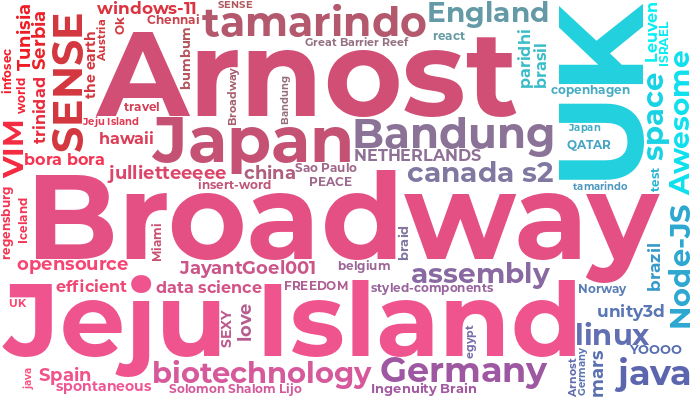 SENSE
windows-11
Chennai
tamarindo
England
Ok
Great Barrier Reef
react
infosec
world
Tunisia
trinidad
Serbia
SENSE
the earth
Austria
bumbum
Arnost
Broadway
Bandung
paridhi
brasil
UK
Leuven
ISRAEL
copenhagen
space
Awesome
travel
Jeju Island
VIM
hawaii
Japan
Bandung
Japan
QATAR
bora bora
NETHERLANDS
jullietteeeee
china
Sao Paulo
canada s2
insert-word
PEACE
tamarindo
test
regensburg
Iceland
Broadway
Miami
braid
brazil
Node-JS
opensource
JayantGoel001
belgium
assembly
efficient
data science
FREEDOM
styled-components
Norway
UK
Jeju Island
SEXY
love
egypt
unity3d
linux
YOOOO
java
Spain
spontaneous
biotechnology
Solomon Shalom Lijo
Germany
Ingenuity Brain
Arnost
Germany
mars
java